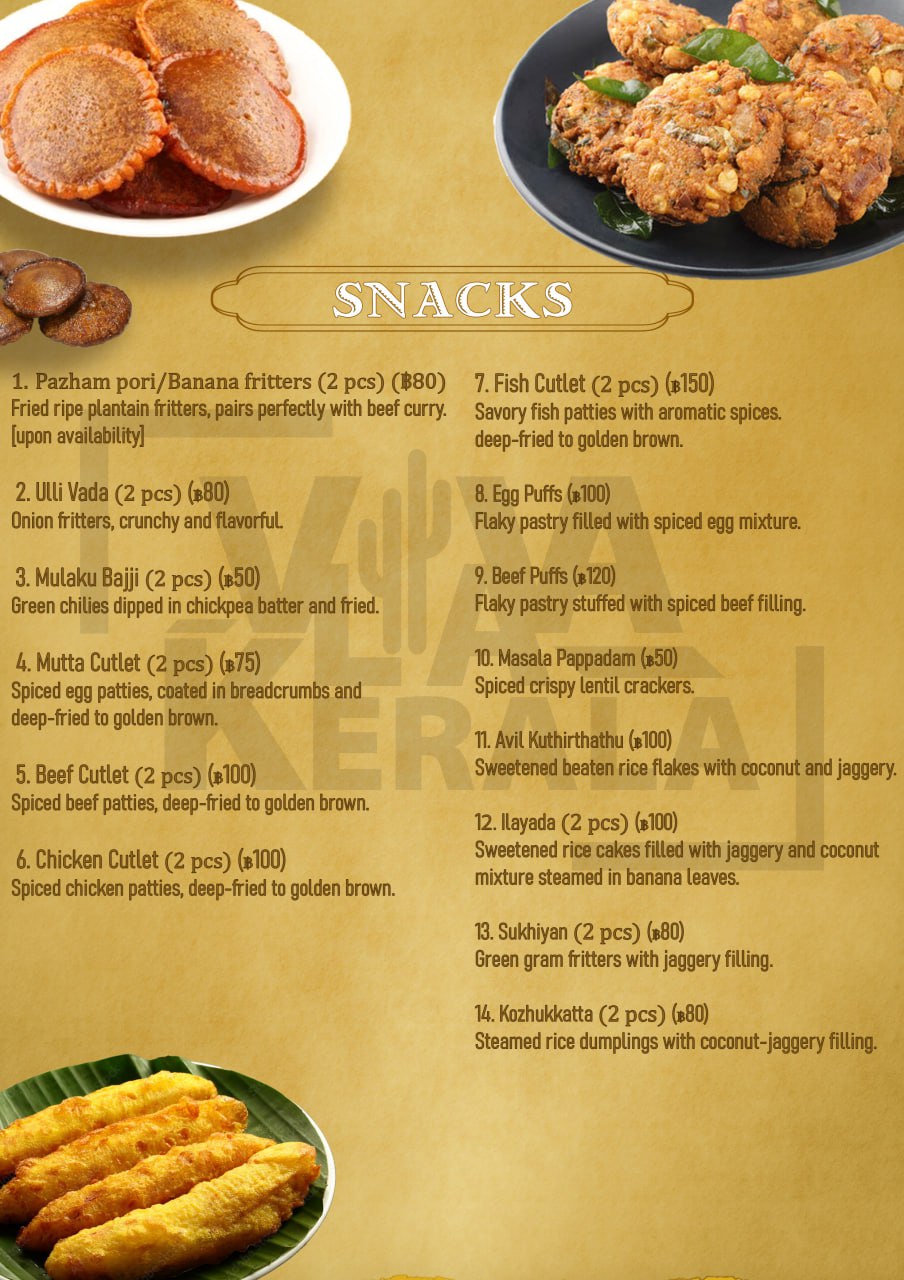 SNACKS
1. Pazham pori/Banana fritters (2 pcs) (฿80)
Fried ripe plantain fritters, pairs perfectly with beef curry.
[upon availability]
2. Ulli Vada (2 pcs) (฿80)
Onion fritters, crunchy and flavorful.
3. Mulaku Bajji (2 pcs) (฿50)
Green chilies dipped in chickpea batter and fried.
4. Mutta Cutlet (2 pcs) (฿75)
Spiced egg patties, coated in breadcrumbs and
deep-fried to golden brown.
5. Beef Cutlet (2 pcs) (฿100)
Spiced beef patties, deep-fried to golden brown.
6. Chicken Cutlet (2 pcs) (฿100)
Spiced chicken patties, deep-fried to golden brown.
7. Fish Cutlet (2 pcs) (฿150)
Savory fish patties with aromatic spices.
deep-fried to golden brown.
8. Egg Puffs (฿100)
Flaky pastry filled with spiced egg mixture.
9. Beef Puffs (฿120)
Flaky pastry stuffed with spiced beef filling.
10. Masala Pappadam (฿50)
Spiced crispy lentil crackers.
11. Avil Kuthirthathu (฿100)
Sweetened beaten rice flakes with coconut and jaggery.
12. Ilayada (2 pcs) (฿100)
Sweetened rice cakes filled with jaggery and coconut
mixture steamed in banana leaves.
13. Sukhiyan (2 pcs) (฿80)
Green gram fritters with jaggery filling.
14. Kozhukkatta (2 pcs) (฿80)
Steamed rice dumplings with coconut-jaggery filling.
VIVA
KERALA